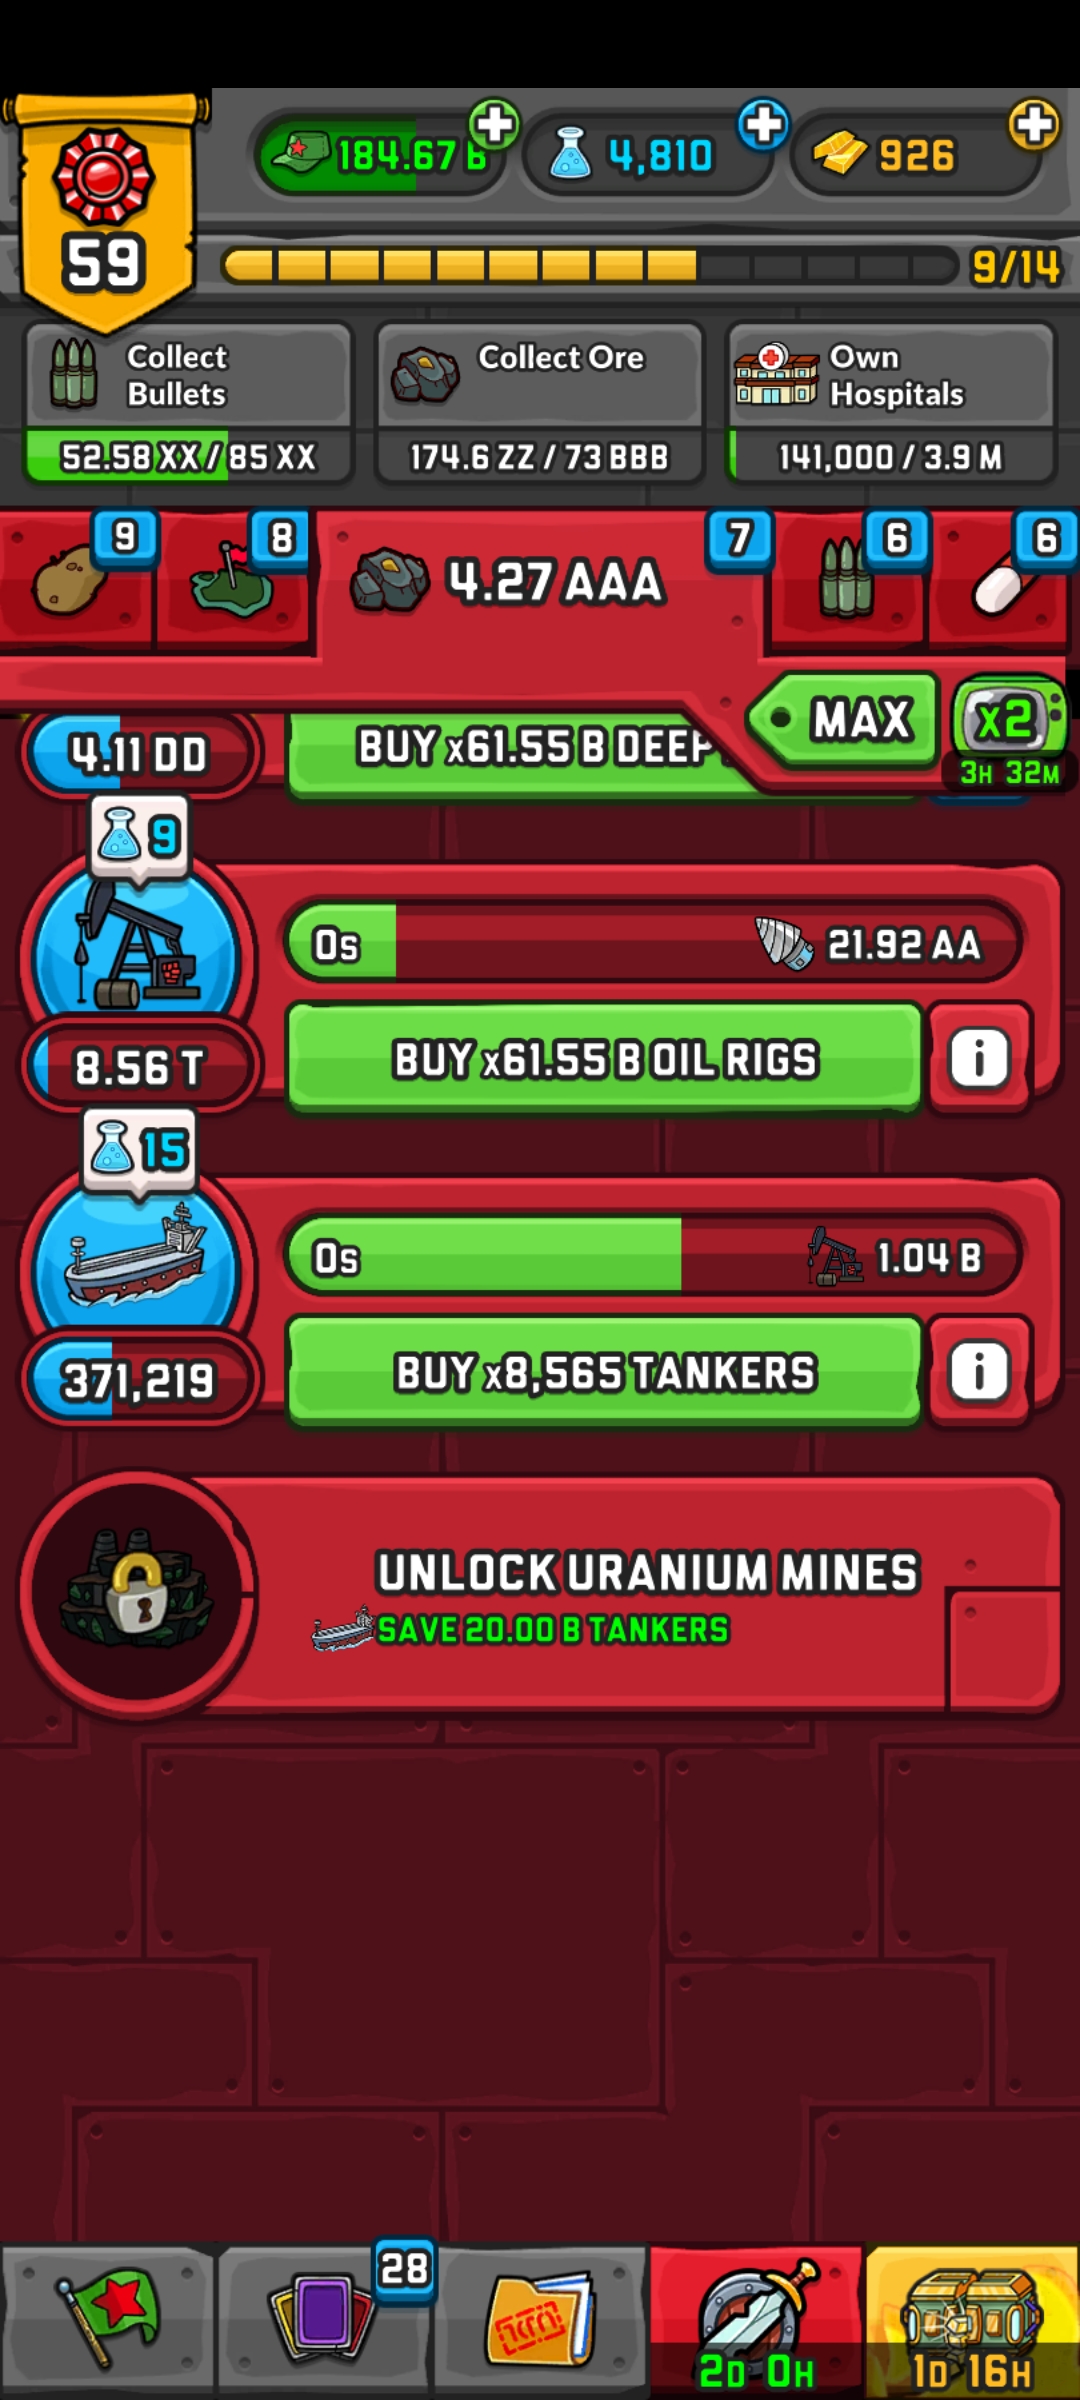 184.67 B
4,810
926
59
9/14
Collect
Bullets
52.58 XX / 85 XX
Collect Ore
174.6 ZZ / 73 BBB
Own
Hospitals
141,000 / 3.9 M
9
8
4.27 AAA
7
6
6
MAX
x2
3H 32M
4.11 DD
BUY x61.55 B DEEP
9
0s
21.92 AA
8.56 T
BUY x61.55 B OIL RIGS
i
15
0s
1.04 B
371,219
BUY x8,565 TANKERS
i
UNLOCK URANIUM MINES
SAVE 20.00 B TANKERS
28
2D 0H
1D 16H